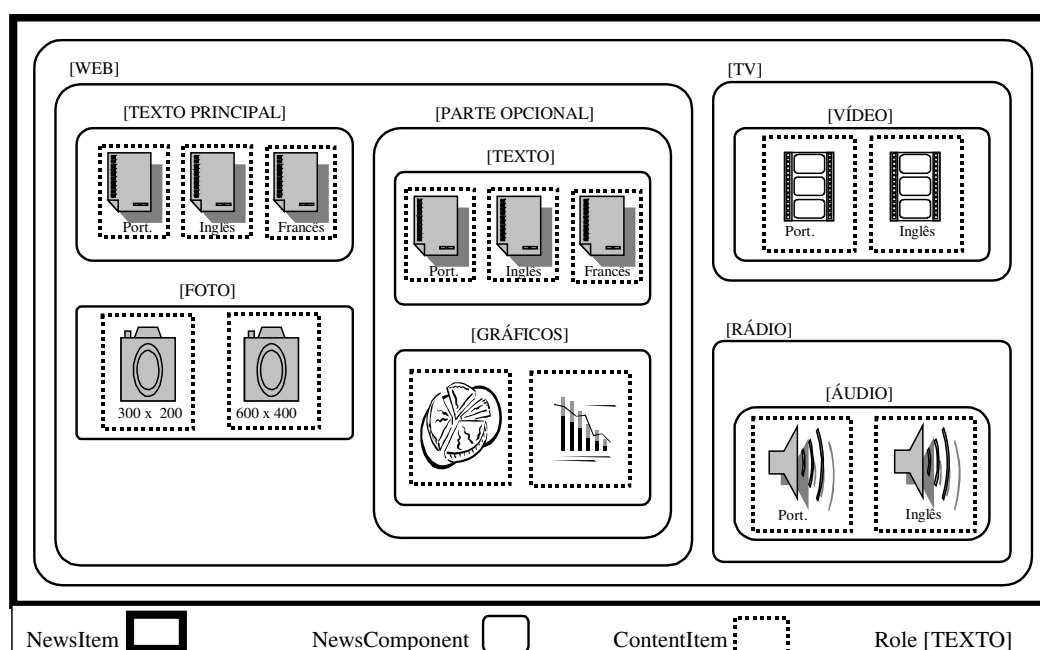 [WEB]
[TEXTO PRINCIPAL]
Port.
Inglês
Francês
[FOTO]
300 x 200
600 x 400
[PARTE OPCIONAL]
[TEXTO]
Port.
Inglês
Francês
[GRÁFICOS]
[TV]
[VÍDEO]
Port.
Inglês
[RÁDIO]
[ÁUDIO]
Port.
Inglês
NewsItem
NewsComponent
ContentItem
Role [TEXTO]